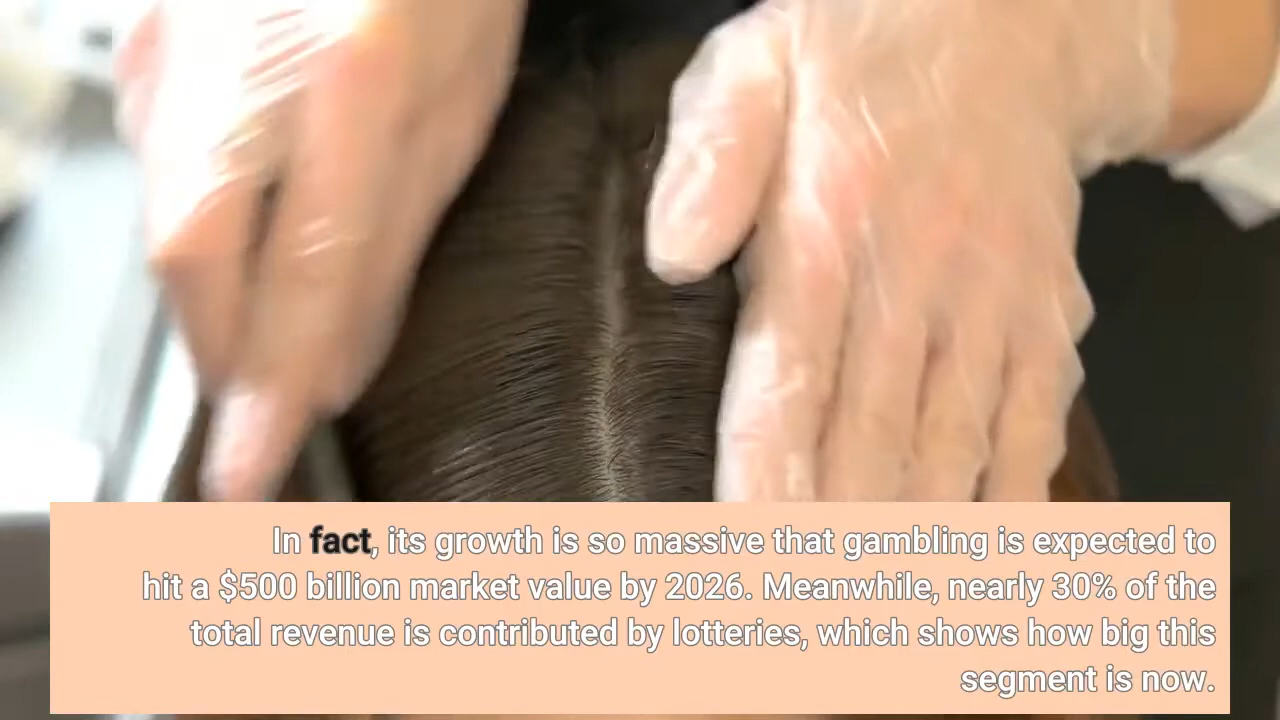 In fact, its growth is so massive that gambling is expected to
hit a $500 billion market value by 2026. Meanwhile, nearly 30% of the
total revenue is contributed by lotteries, which shows how big this
segment is now.